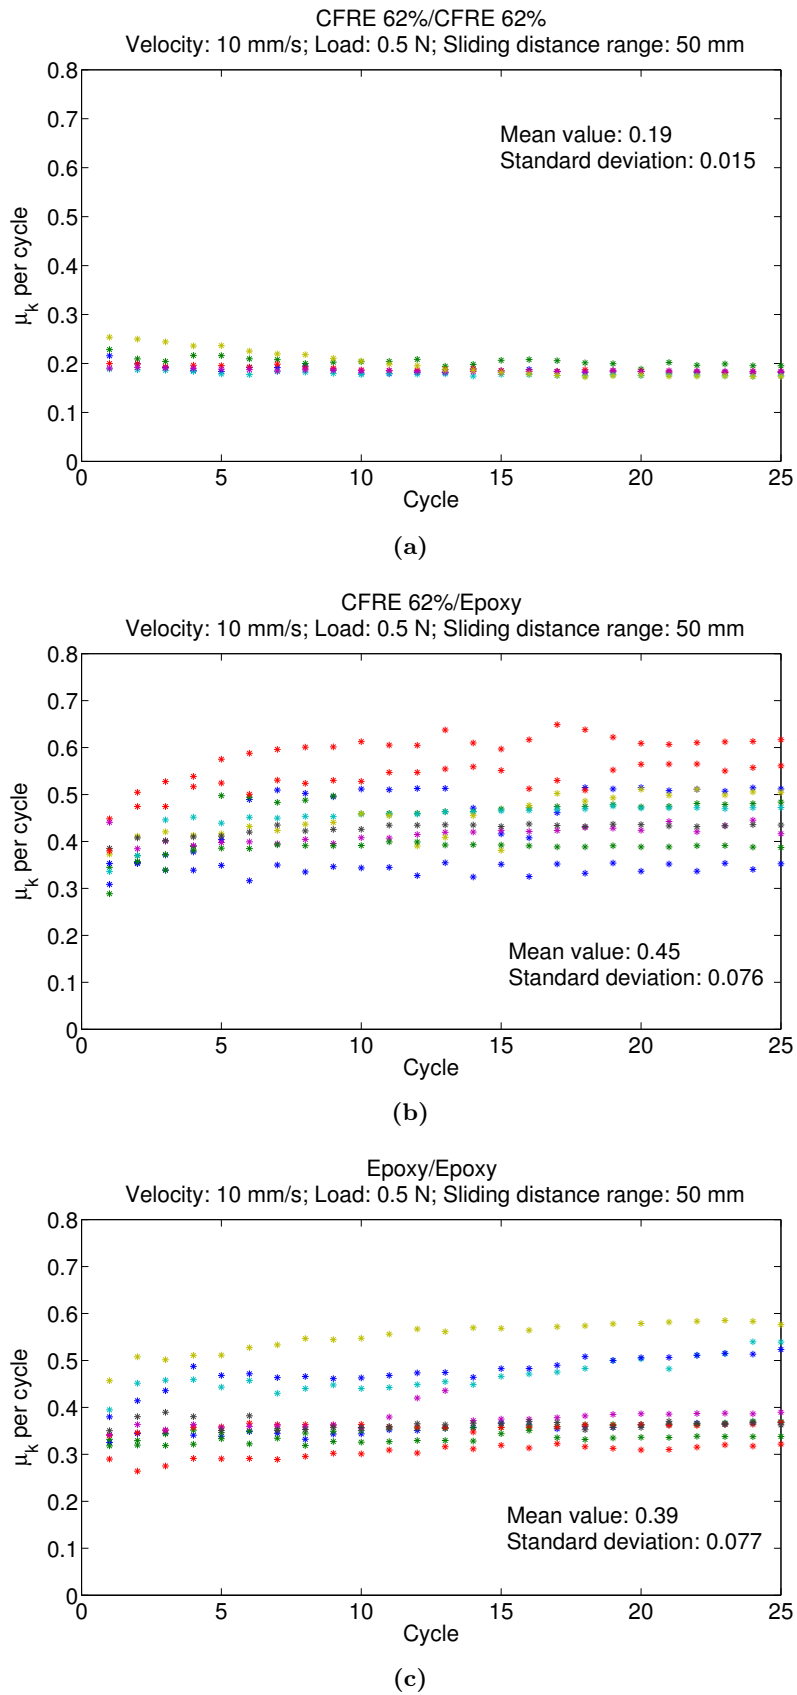 CFRE 62%/CFRE 62%
Velocity: 10 mm/s; Load: 0.5 N; Sliding distance range: 50 mm
0.8
0.7
0.6
0.5
0.4
0.3
0.2
0.1
0
μk per cycle
Mean value: 0.19
Standard deviation: 0.015
0 5 10 15 20 25
Cycle
(a)
CFRE 62%/Epoxy
Velocity: 10 mm/s; Load: 0.5 N; Sliding distance range: 50 mm
0.8
0.7
0.6
0.5
0.4
0.3
0.2
0.1
0
μk per cycle
Mean value: 0.45
Standard deviation: 0.076
0 5 10 15 20 25
Cycle
(b)
Epoxy/Epoxy
Velocity: 10 mm/s; Load: 0.5 N; Sliding distance range: 50 mm
0.8
0.7
0.6
0.5
0.4
0.3
0.2
0.1
0
μk per cycle
Mean value: 0.39
Standard deviation: 0.077
0 5 10 15 20 25
Cycle
(c)